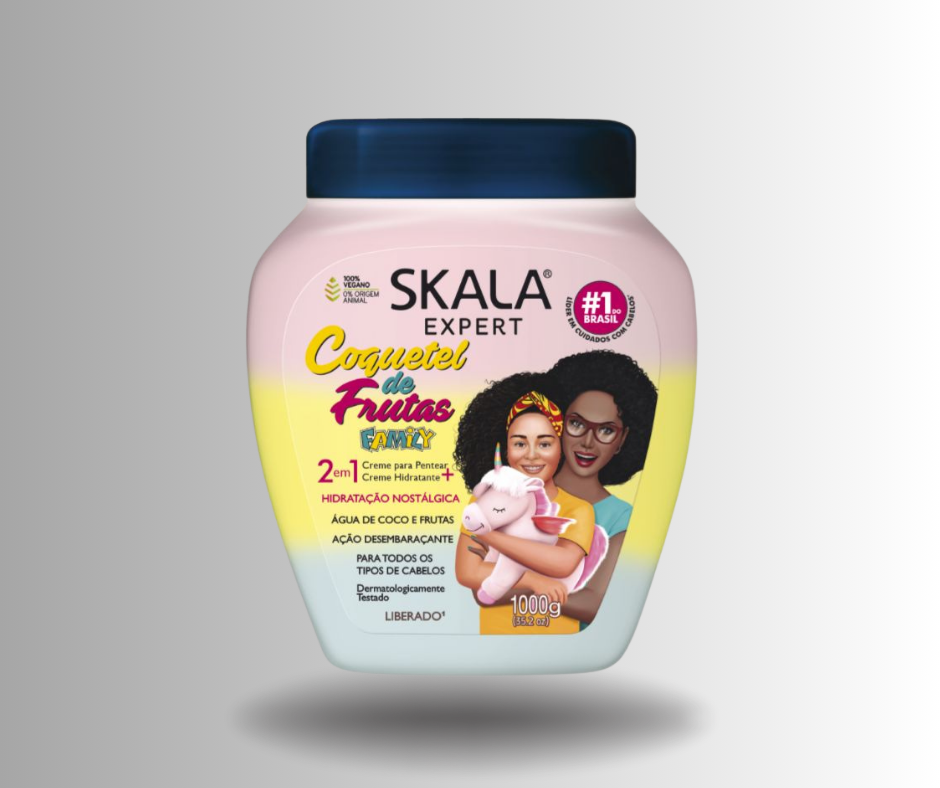 100%
VEGANO
0% ORIGEM
ANIMAL
SKALA®
EXPERT
#1 DO
BRASIL
LÍDER EM CUIDADOS COM CABELOS
Coquetel
de
Frutas
FAMILY
2 em 1 Creme para Pentear
Creme Hidratante +
HIDRATAÇÃO NOSTÁLGICA
ÁGUA DE COCO E FRUTAS
AÇÃO DESEMBARAÇANTE
PARA TODOS OS
TIPOS DE CABELOS
Dermatologicamente
Testado
LIBERADO
1000g
(35.2 oz)